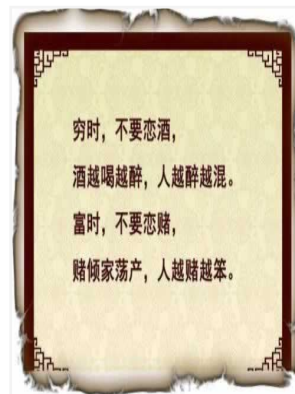 穷时，不要恋酒，
酒越喝越醉，人越醉越混。
富时，不要恋赌，
赌倾家荡产，人越赌越笨。